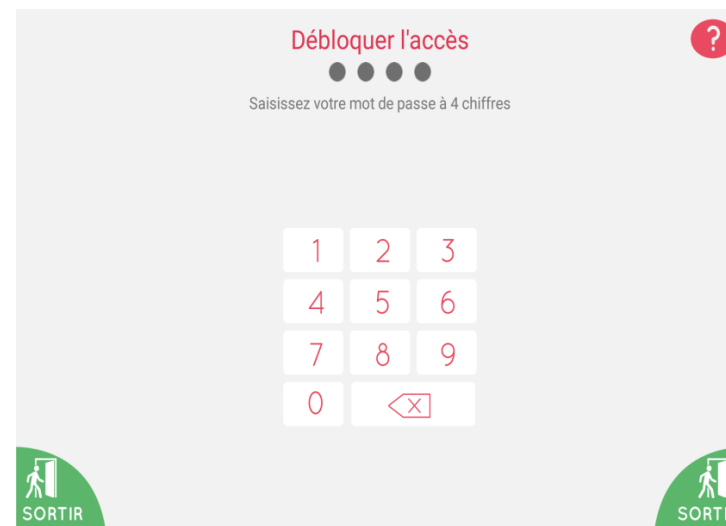 Débloquer l'accès
?
Saisissez votre mot de passe à 4 chiffres
1 2 3
4 5 6
7 8 9
0 X
SORTIR
SORTI